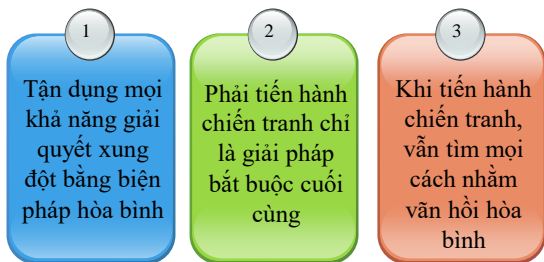 1
Tận dụng mọi
khả năng giải
quyết xung
đột bằng biện
pháp hòa bình
2
Phải tiến hành
chiến tranh chỉ
là giải pháp
bắt buộc cuối
cùng
3
Khi tiến hành
chiến tranh,
vẫn tìm mọi
cách nhằm
vãn hồi hòa
bình